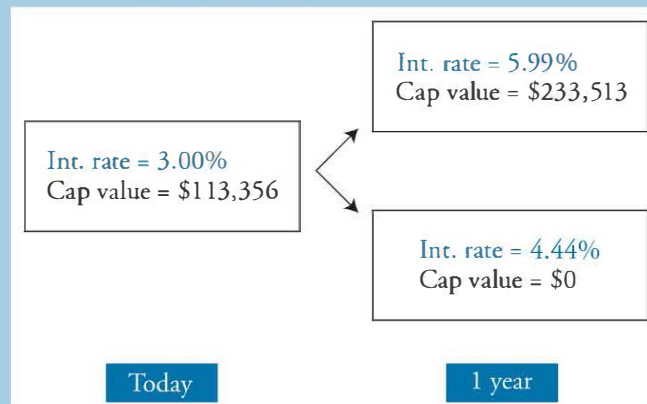 Int. rate = 5.99%
Cap value = $233,513
Int. rate = 3.00%
Cap value = $113,356
Int. rate = 4.44%
Cap value = $0
Today
1 year